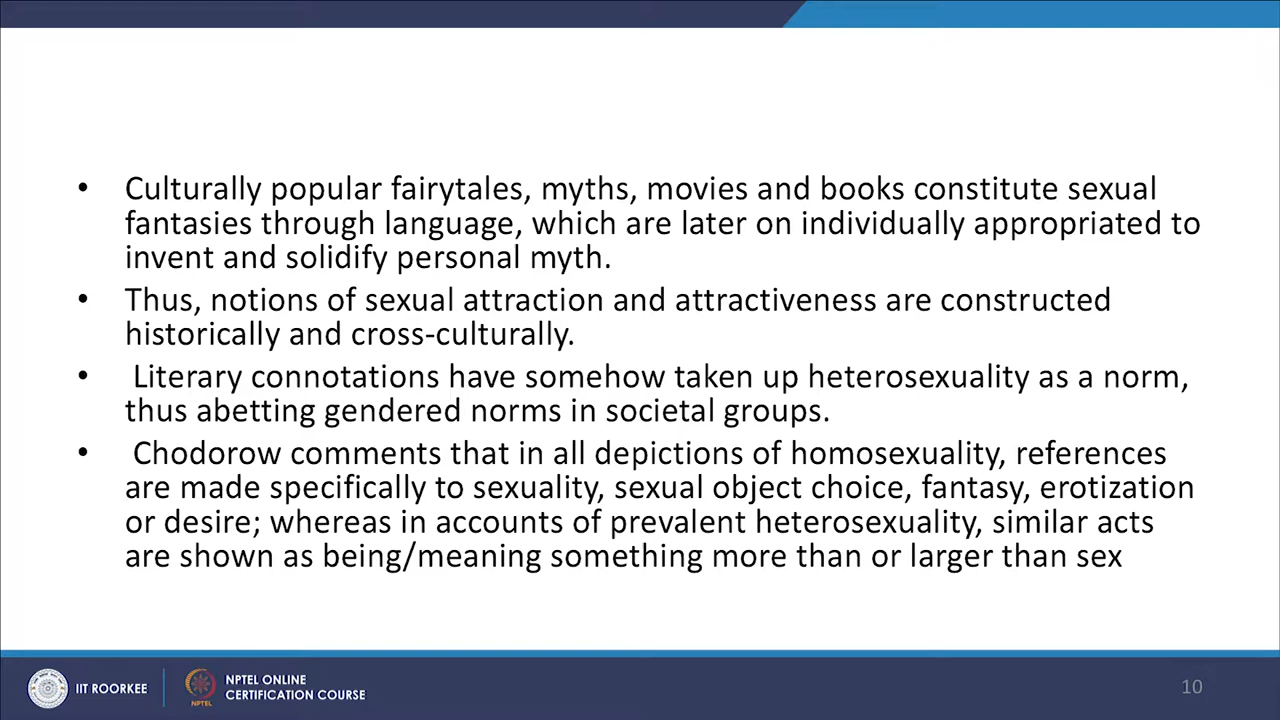 • Culturally popular fairytales, myths, movies and books constitute sexual
fantasies through language, which are later on individually appropriated to
invent and solidify personal myth.
• Thus, notions of sexual attraction and attractiveness are constructed
historically and cross-culturally.
• Literary connotations have somehow taken up heterosexuality as a norm,
thus abetting gendered norms in societal groups.
• Chodorow comments that in all depictions of homosexuality, references
are made specifically to sexuality, sexual object choice, fantasy, erotization
or desire; whereas in accounts of prevalent heterosexuality, similar acts
are shown as being/meaning something more than or larger than sex
IIT ROORKEE
NPTEL
NPTEL ONLINE
CERTIFICATION COURSE
10